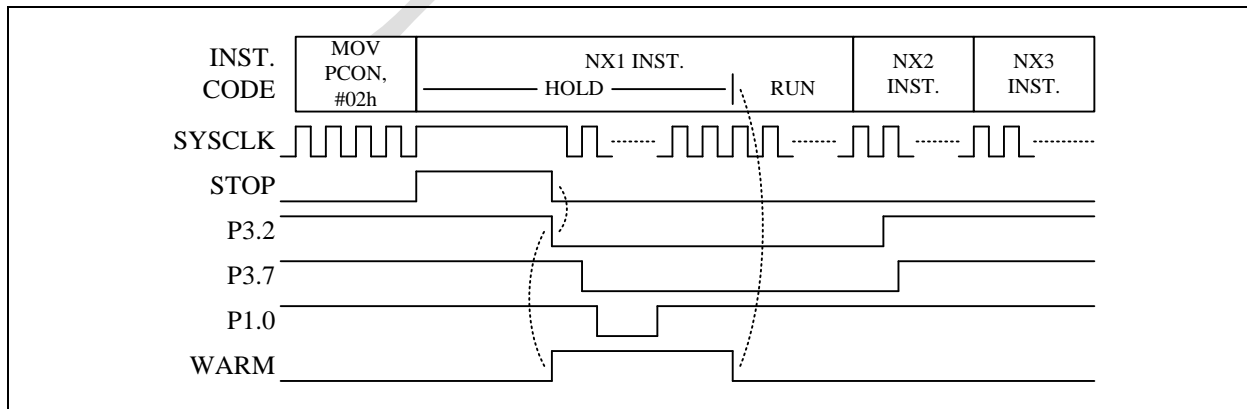 INST.
CODE
MOV
PCON,
#02h
NX1 INST.
HOLD
RUN
NX2
INST.
NX3
INST.
SYSCLK
STOP
P3.2
P3.7
P1.0
WARM